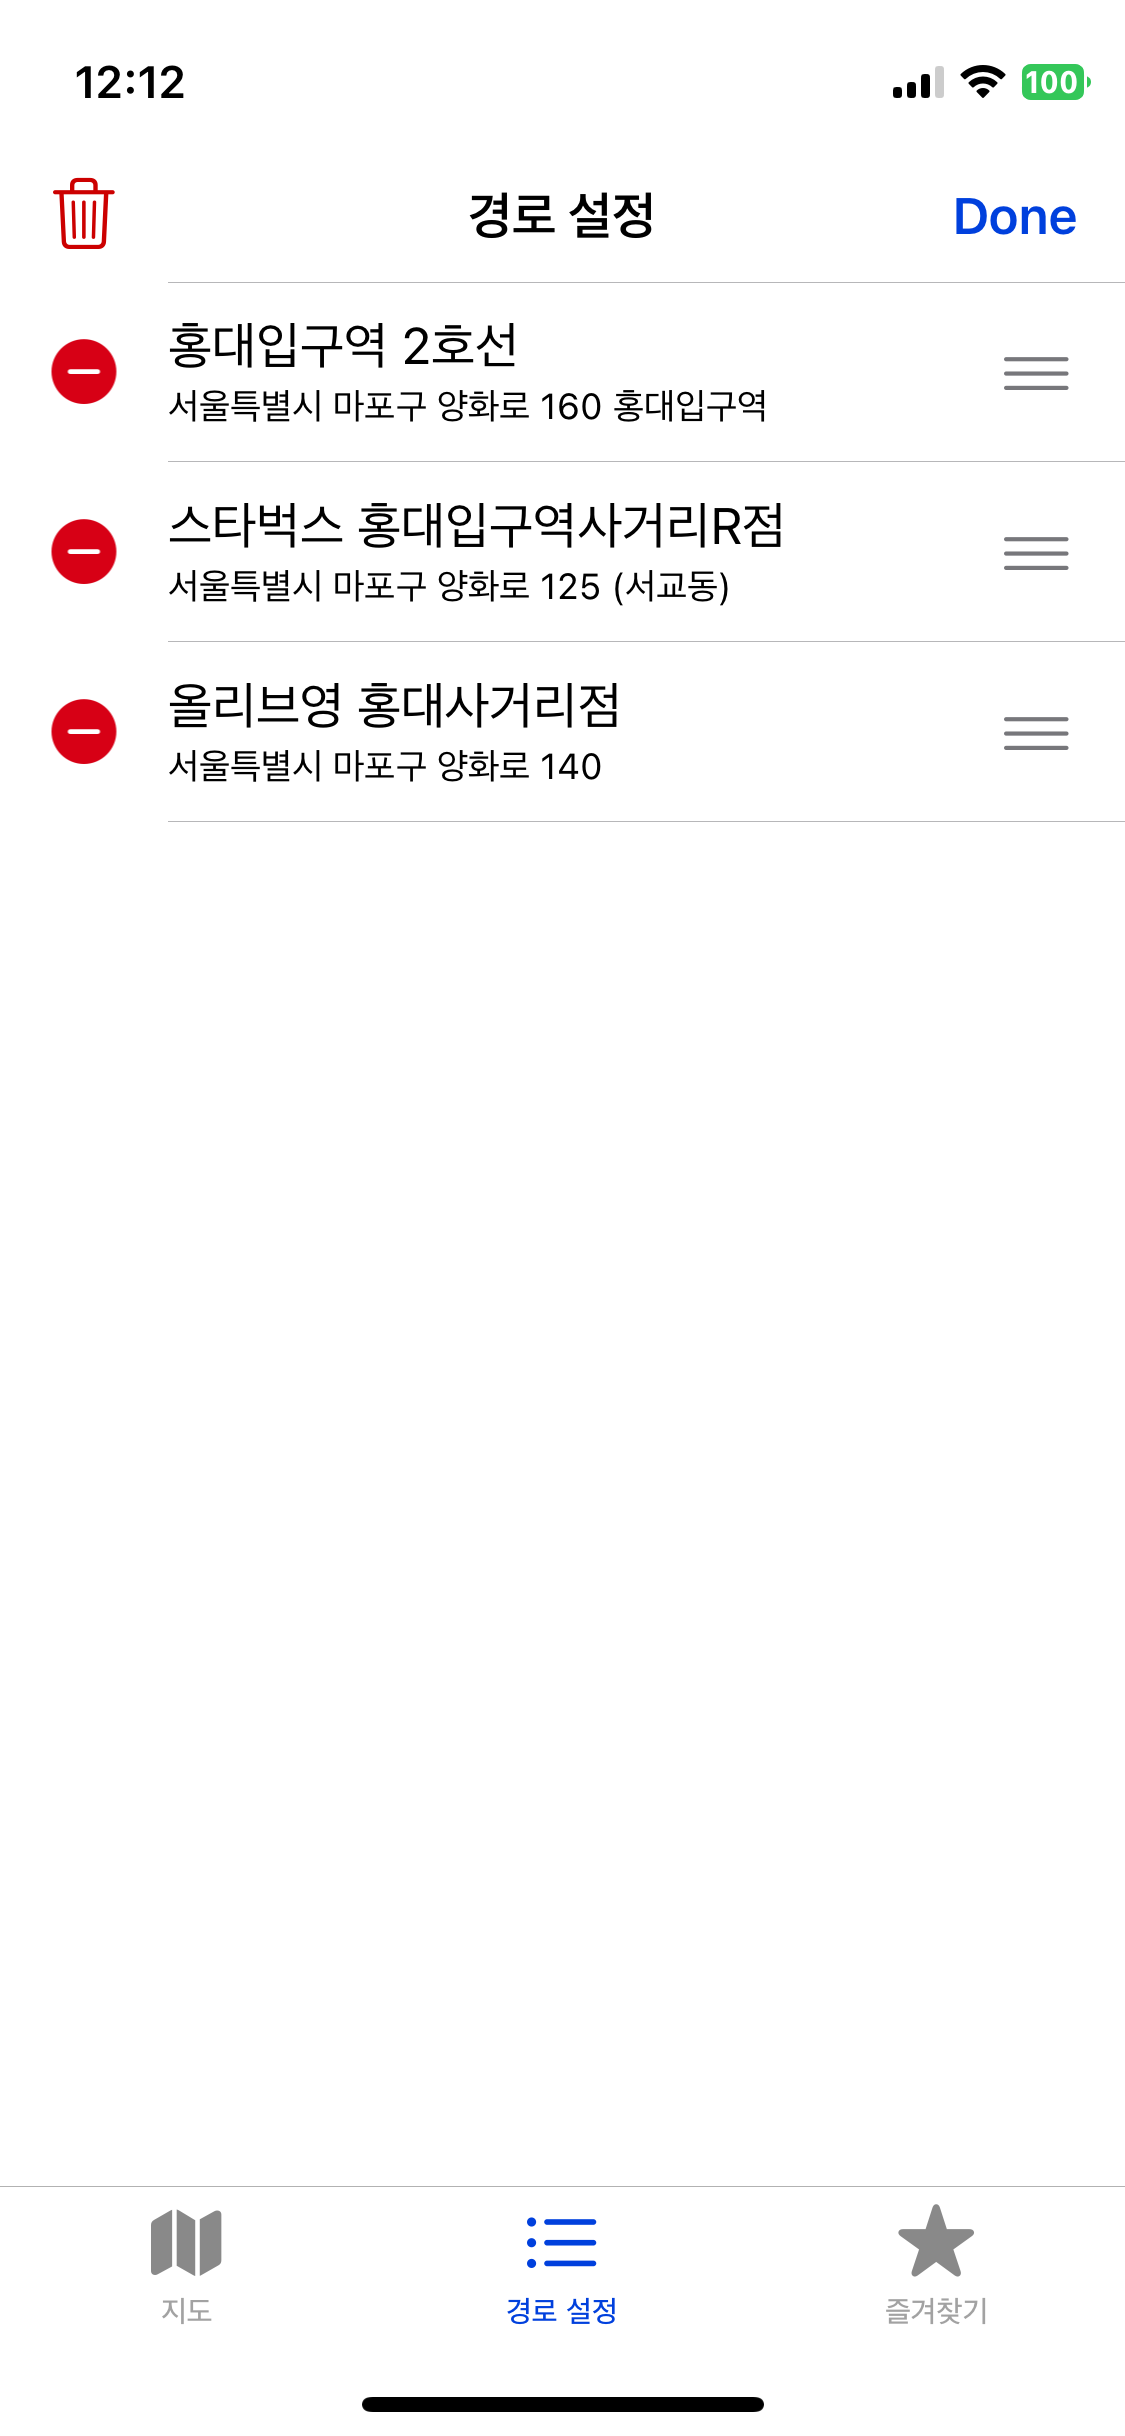 12:12
100
경로 설정
Done
홍대입구역 2호선
서울특별시 마포구 양화로 160 홍대입구역
스타벅스 홍대입구역사거리R점
서울특별시 마포구 양화로 125 (서교동)
올리브영 홍대사거리점
서울특별시 마포구 양화로 140
지도
경로 설정
즐겨찾기